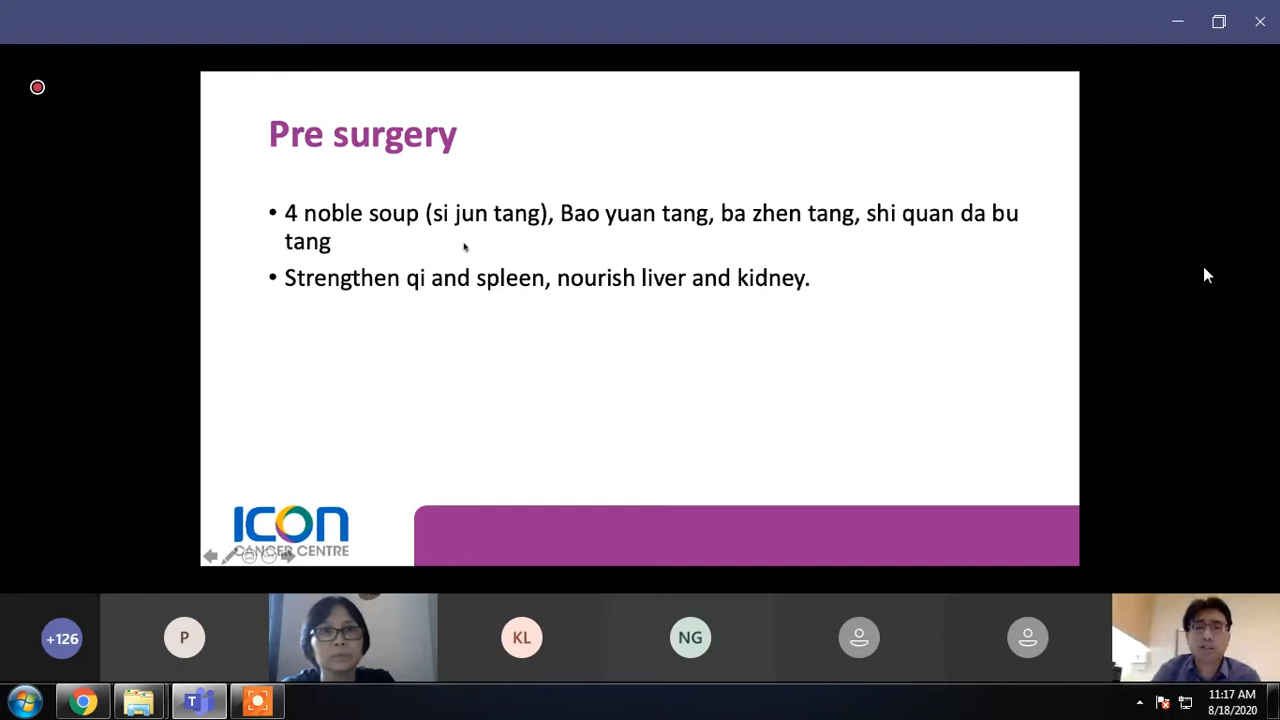 Pre surgery
• 4 noble soup (si jun tang), Bao yuan tang, ba zhen tang, shi quan da bu
tang
• Strengthen qi and spleen, nourish liver and kidney.
ICON
CANCER CENTRE
+126
P
KL
NG
11:17 AM
8/18/2020